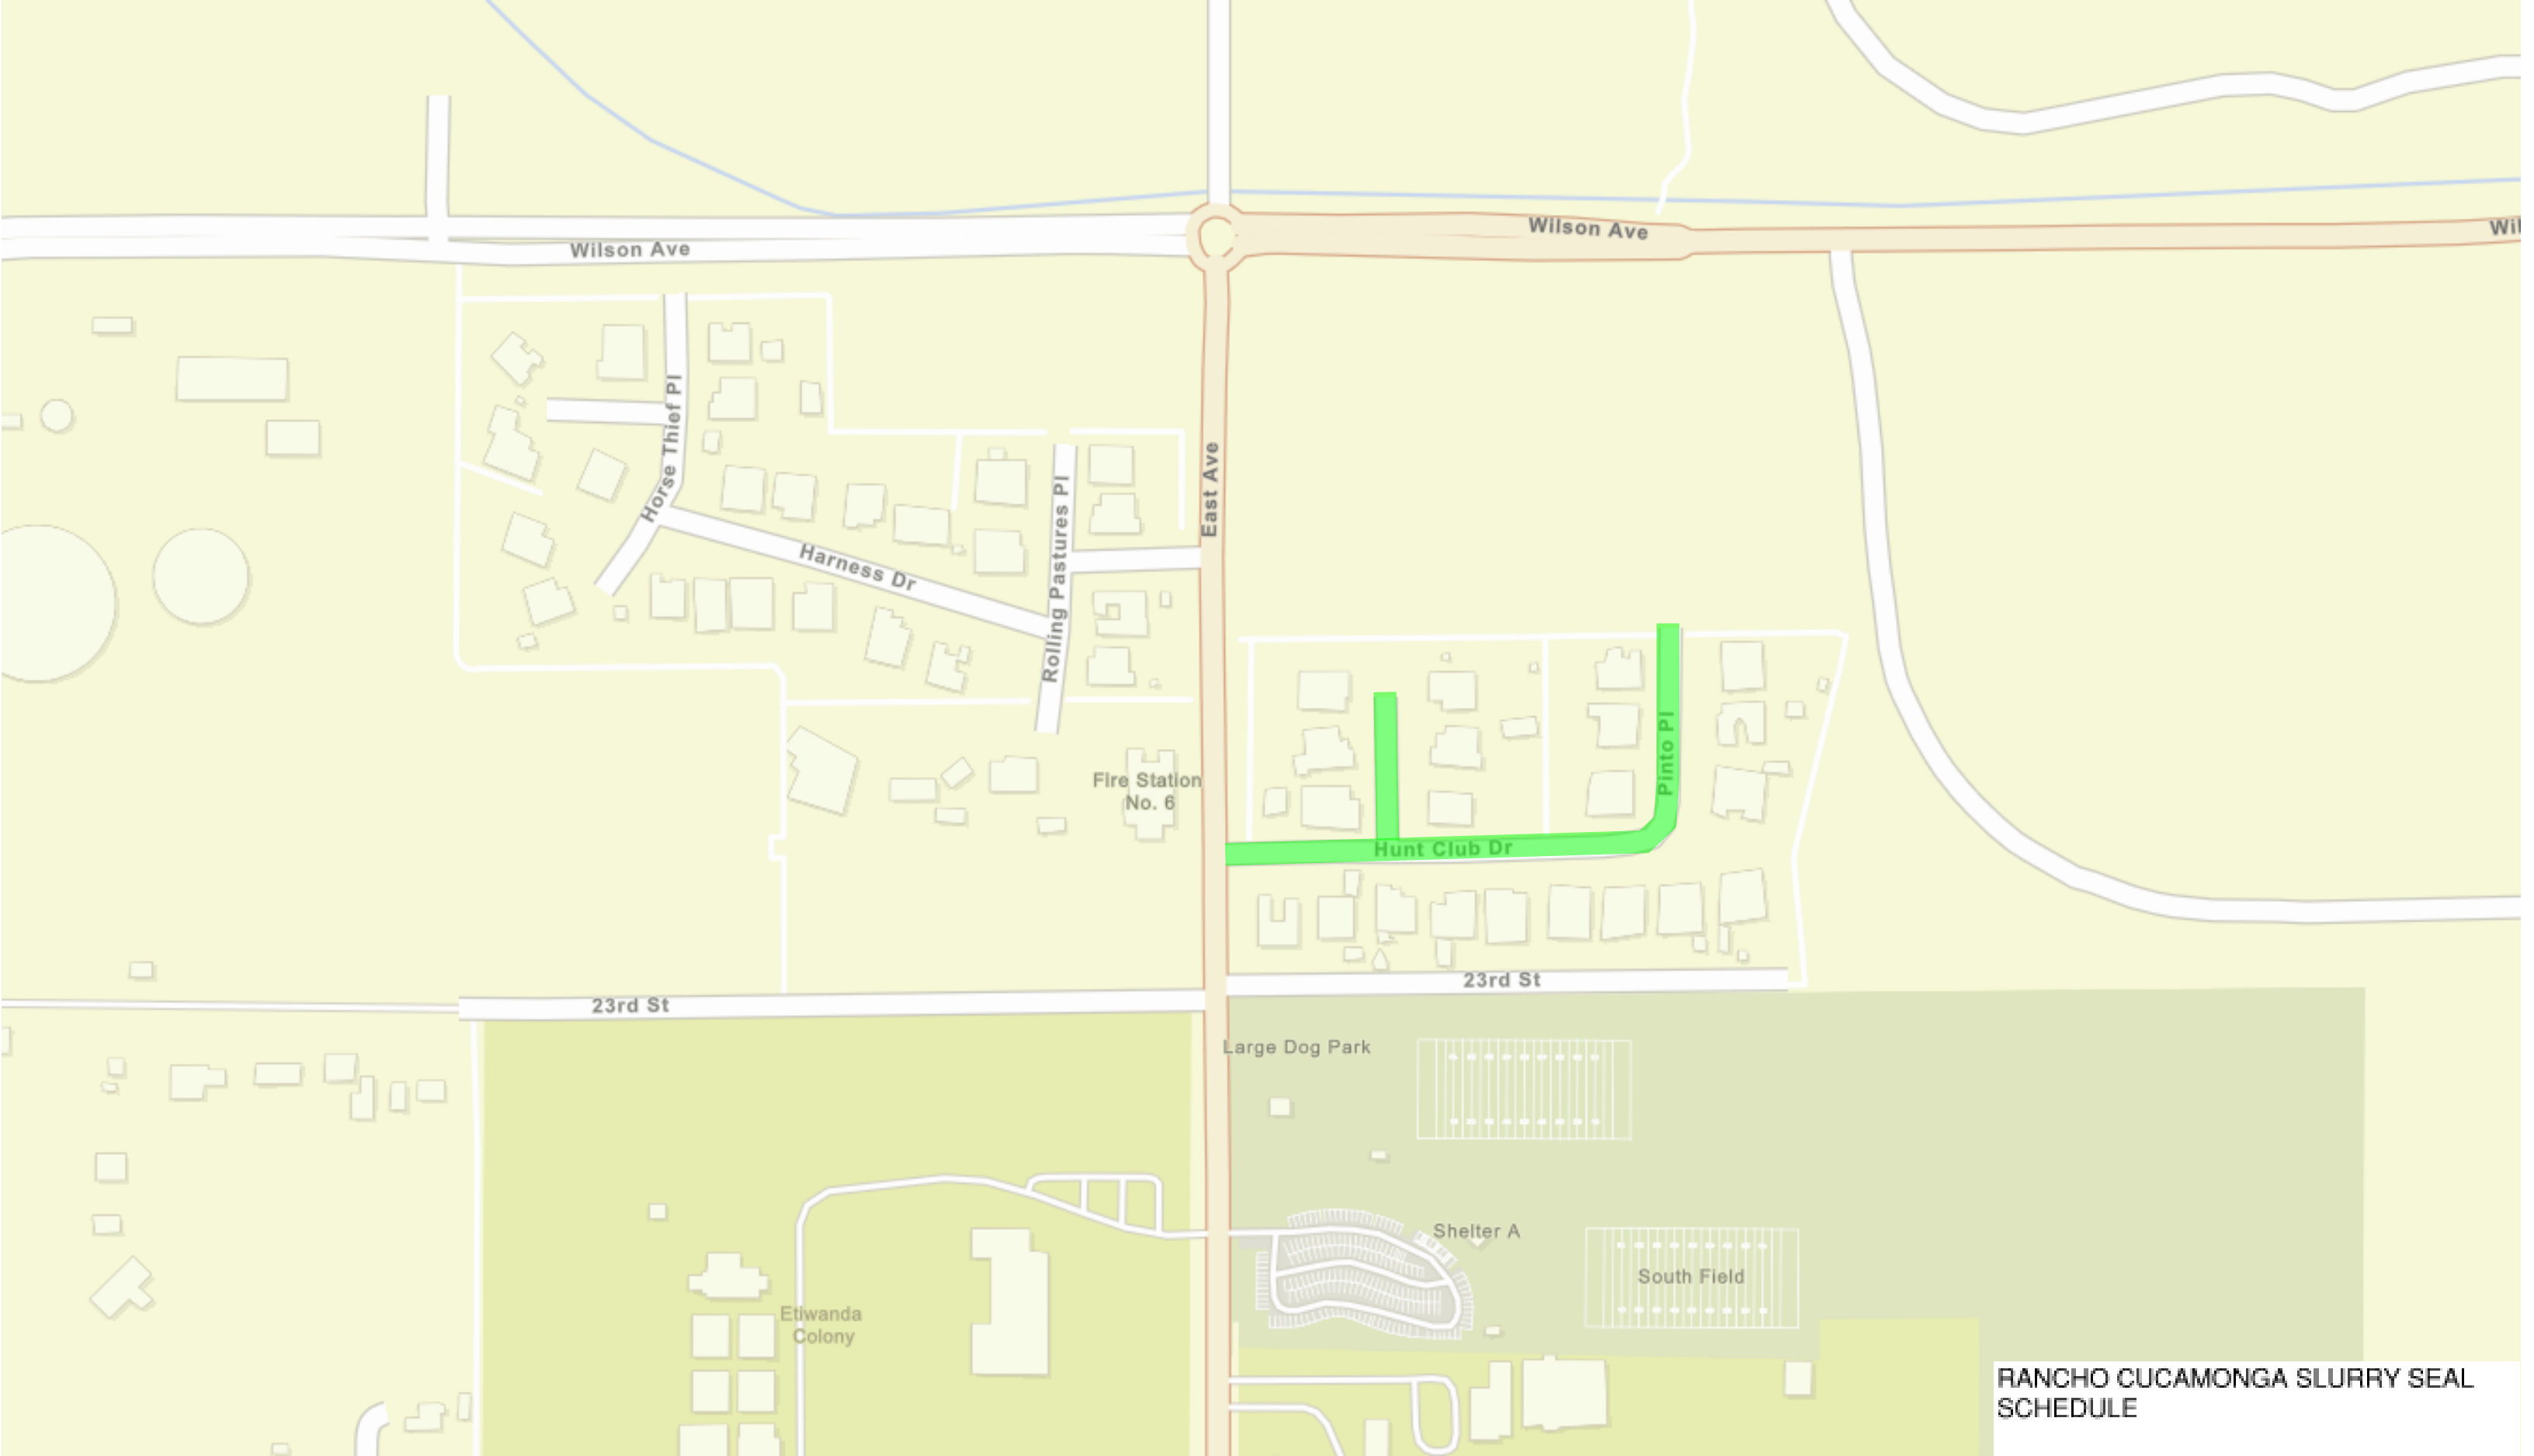 Wilson Ave
Wil
Wilson Ave
Horse Thief Pl
East Ave
Rolling Pastures Pl
Harness Dr
Pinto Pl
Fire Station
No. 6
Hunt Club Dr
23rd St
23rd St
Large Dog Park
Shelter A
South Field
Etiwanda
Colony
RANCHO CUCAMONGA SLURRY SEAL
SCHEDULE